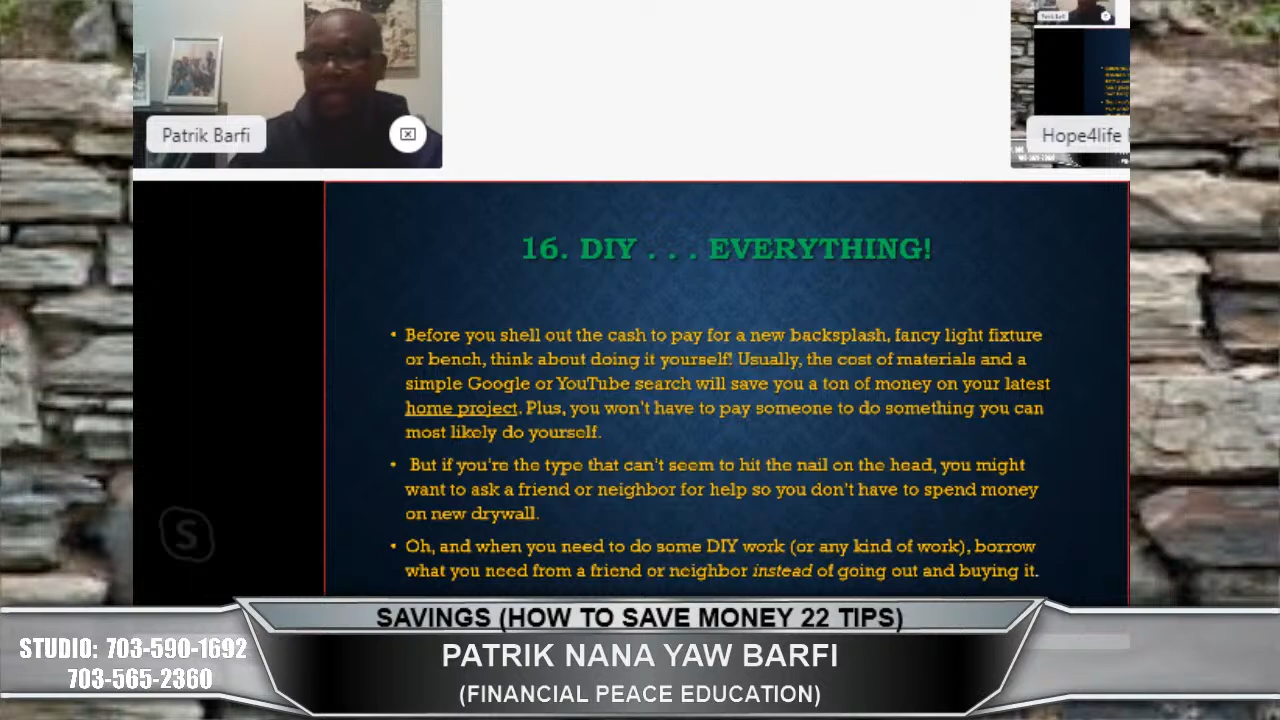 Patrik Barfi
Hope4life
16. DIY . . . EVERYTHING!
• Before you shell out the cash to pay for a new backsplash, fancy light fixture
or bench, think about doing it yourself! Usually, the cost of materials and a
simple Google or YouTube search will save you a ton of money on your latest
home project. Plus, you won't have to pay someone to do something you can
most likely do yourself.
• But if you're the type that can't seem to hit the nail on the head, you might
want to ask a friend or neighbor for help so you don't have to spend money
on new drywall.
• Oh, and when you need to do some DIY work (or any kind of work), borrow
what you need from a friend or neighbor instead of going out and buying it.
SAVINGS (HOW TO SAVE MONEY 22 TIPS)
STUDIO: 703-590-1692
703-565-2360
PATRIK NANA YAW BARFI
(FINANCIAL PEACE EDUCATION)